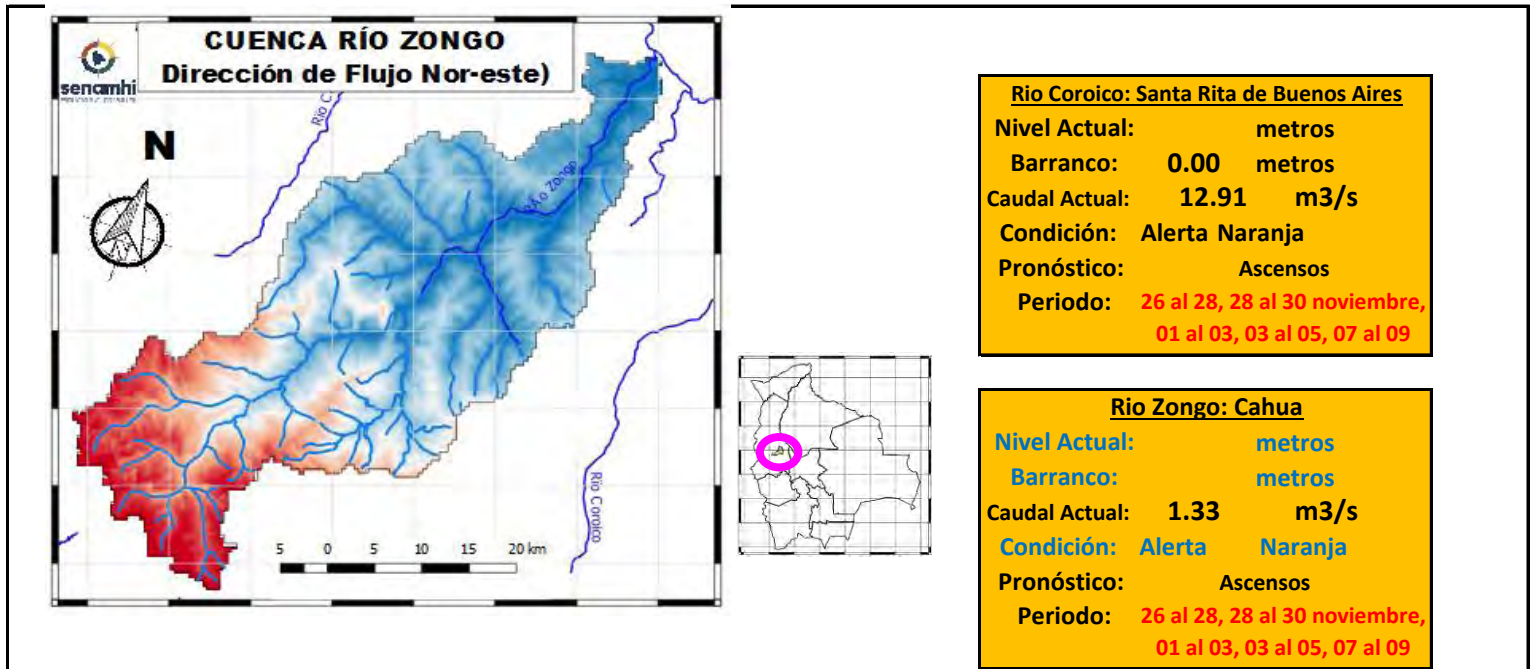 CUENCA RÍO ZONGO
Dirección de Flujo Nor-este)
senamhi
N
Río C
RÃ­o Zongo
Río Coroico
5 0 5 10 15 20 km
Rio Coroico: Santa Rita de Buenos Aires
Nivel Actual: metros
Barranco: 0.00 metros
Caudal Actual: 12.91 m3/s
Condición: Alerta Naranja
Pronóstico: Ascensos
Periodo: 26 al 28, 28 al 30 noviembre,
01 al 03, 03 al 05, 07 al 09
Rio Zongo: Cahua
Nivel Actual: metros
Barranco: metros
Caudal Actual: 1.33 m3/s
Condición: Alerta Naranja
Pronóstico: Ascensos
Periodo: 26 al 28, 28 al 30 noviembre,
01 al 03, 03 al 05, 07 al 09